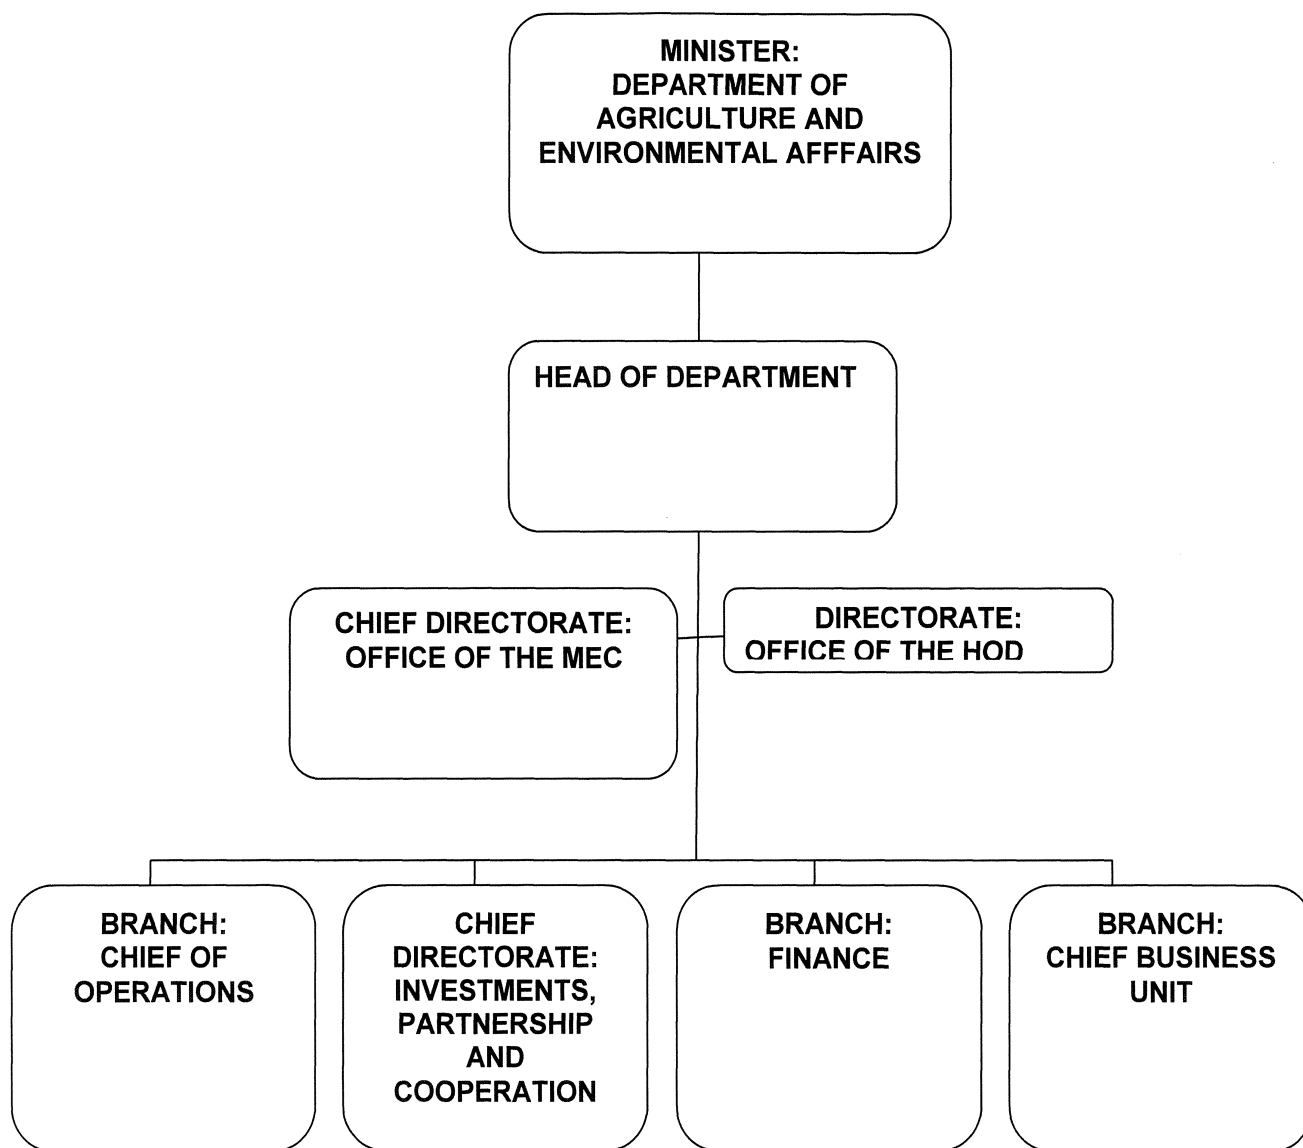 MINISTER:
DEPARTMENT OF
AGRICULTURE AND
ENVIRONMENTAL AFFFAIRS
HEAD OF DEPARTMENT
CHIEF DIRECTORATE:
OFFICE OF THE MEC
DIRECTORATE:
OFFICE OF THE HOD
BRANCH:
CHIEF OF
OPERATIONS
CHIEF
DIRECTORATE:
INVESTMENTS,
PARTNERSHIP
AND
COOPERATION
BRANCH:
FINANCE
BRANCH:
CHIEF BUSINESS
UNIT